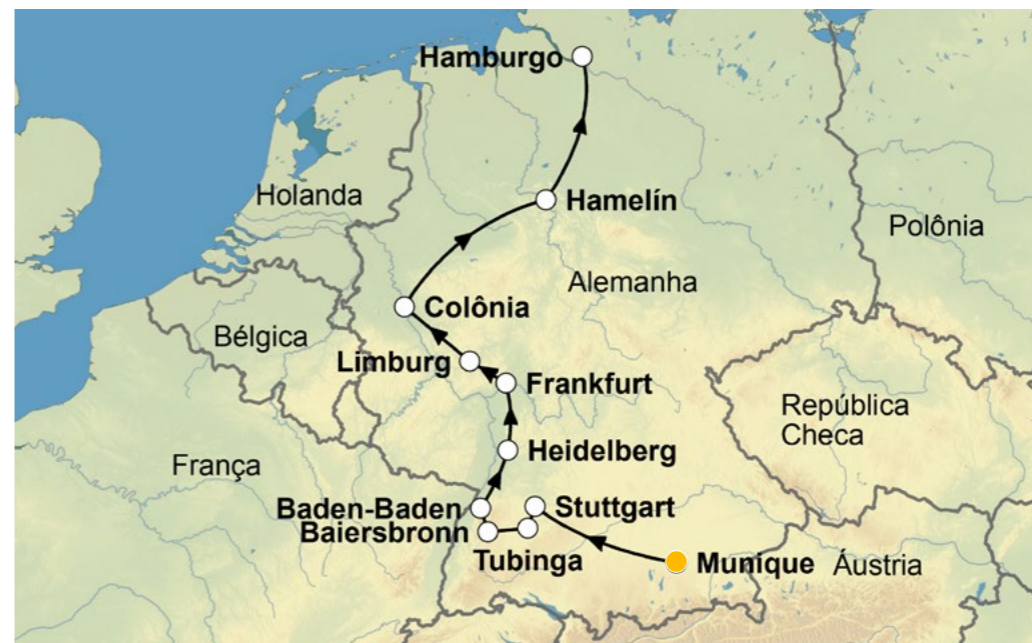 Hamburgo
Holanda
Hamelín
Polônia
Alemanha
Colônia
Bélgica
Limburg
Frankfurt
República
Checa
França
Heidelberg
Baden-Baden
Stuttgart
Baiersbronn
Tubinga
Munique
Áustria